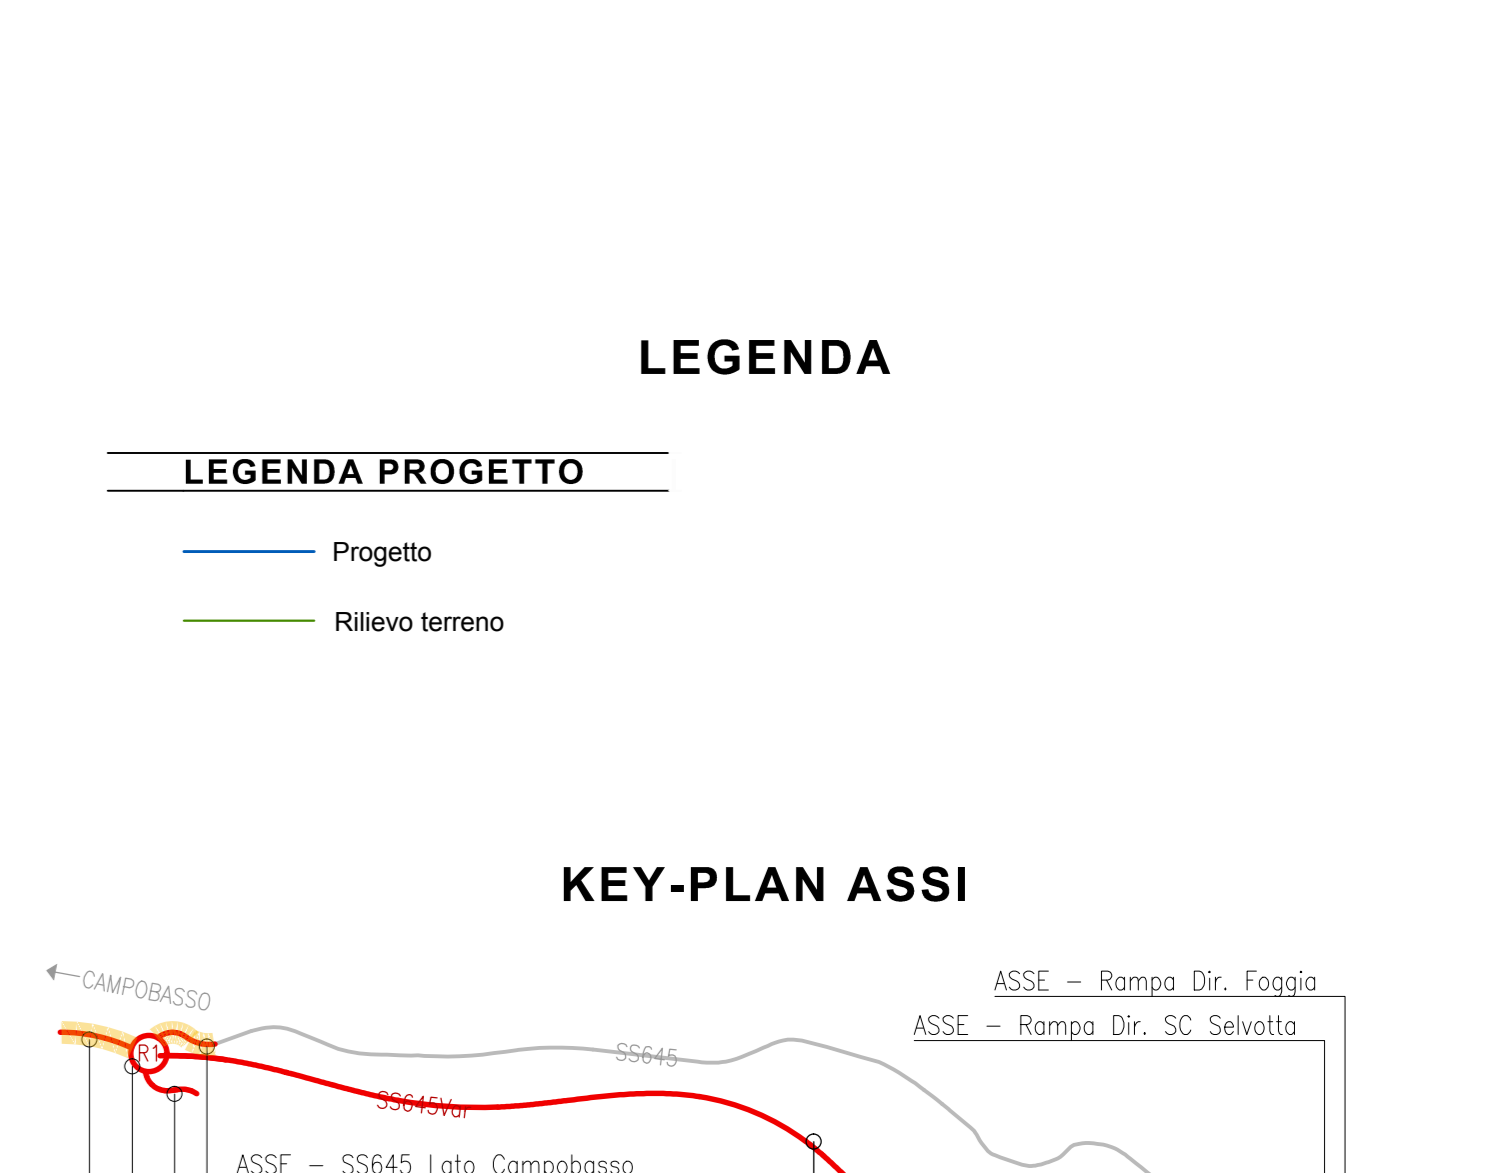 LEGENDA
LEGENDA PROGETTO
Progetto
Rilievo terreno
KEY-PLAN ASSI
CAMPOBASSO
ASSE - Rampa Dir. Foggia
ASSE - Rampa Dir. SC Selvotta
R1
SS645
SS645Var
ASSE - SS645 Lato Campobasso